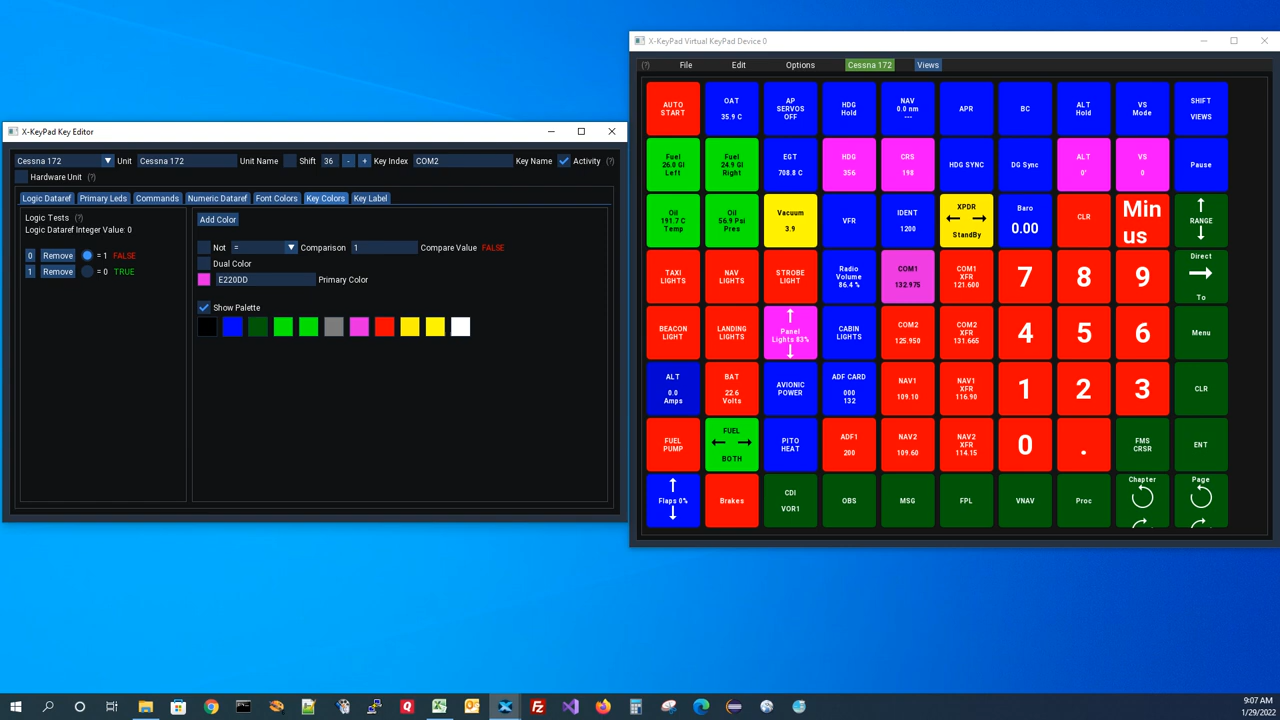 X-KeyPad Virtual KeyPad Device 0
(?) File Edit Options Cessna 172 Views
AUTO
START
OAT
35.9 C
AP
SERVOS
OFF
HDG
Hold
NAV
0.0 nm
---
APR
BC
ALT
Hold
VS
Mode
SHIFT
VIEWS
Fuel
26.0 Gl
Left
Fuel
24.9 Gl
Right
EGT
708.8 C
HDG
356
CRS
198
HDG SYNC
DG Sync
ALT
0'
VS
0
Pause
Oil
191.7 C
Temp
Oil
56.9 Psi
Pres
Vacuum
3.9
VFR
IDENT
1200
XPDR
StandBy
Baro
0.00
CLR
Min
us
RANGE
TAXI
LIGHTS
NAV
LIGHTS
STROBE
LIGHT
Radio
Volume
86.4 %
COM1
132.975
COM1
XFR
121.600
7
8
9
Direct
To
BEACON
LIGHT
LANDING
LIGHTS
Panel
Lights 83%
CABIN
LIGHTS
COM2
125.950
COM2
XFR
131.665
4
5
6
Menu
ALT
0.0
Amps
BAT
22.6
Volts
AVIONIC
POWER
ADF CARD
000
132
NAV1
109.10
NAV1
XFR
116.90
1
2
3
CLR
FUEL
PUMP
FUEL
BOTH
PITO
HEAT
ADF1
200
NAV2
109.60
NAV2
XFR
114.15
0
.
FMS
CRSR
ENT
Flaps 0%
Brakes
CDI
VOR1
OBS
MSG
FPL
VNAV
Proc
Chapter
Page
X-KeyPad Key Editor
Cessna 172 Unit Cessna 172 Unit Name Shift 36 - + Key Index COM2 Key Name Activity (?)
Hardware Unit (?)
Logic Dataref Primary Leds Commands Numeric Dataref Font Colors Key Colors Key Label
Logic Tests (?)
Logic Dataref Integer Value: 0
0 Remove = 1 FALSE
1 Remove = 0 TRUE
Add Color
Not = Comparison 1 Compare Value FALSE
Dual Color
E220DD Primary Color
Show Palette
9:07 AM
1/29/2022